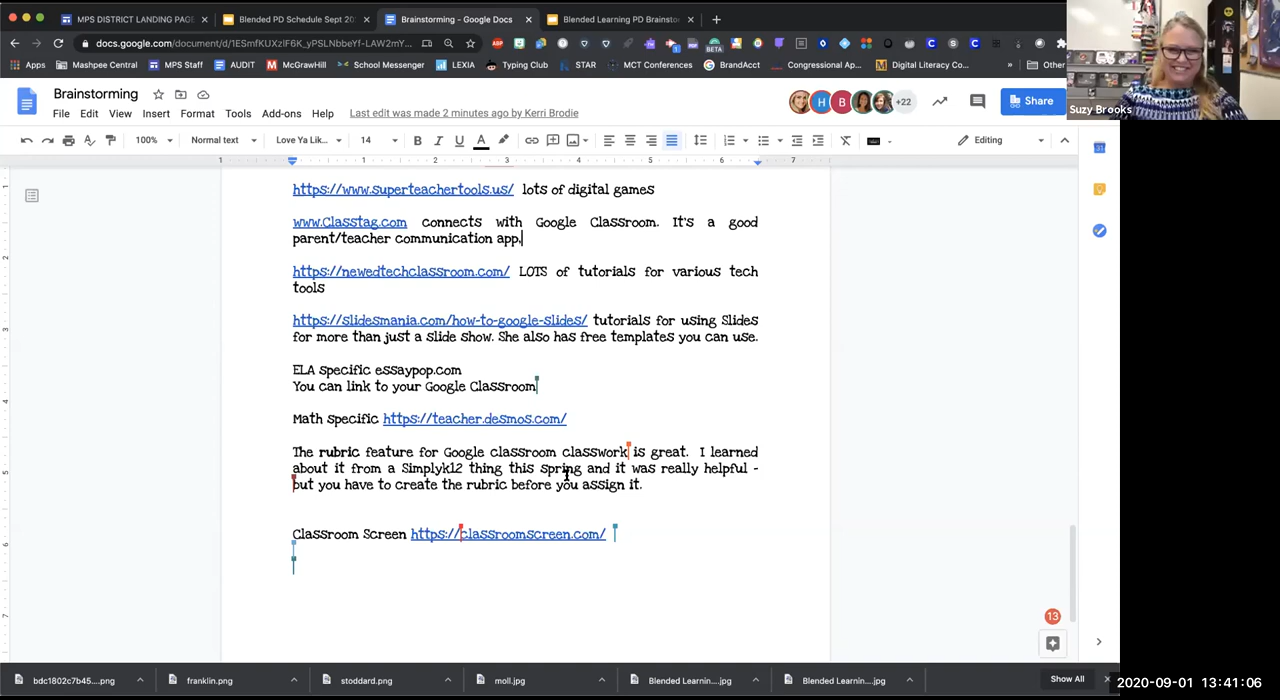 MPS DISTRICT LANDING PAG
Blended PD Schedule Sept 20
Brainstorming - Google Docs
Blended Learning PD Brainsto
docs.google.com/document/d/1ESmfKUXzIF6K_yPSLNbbeYf-LAW2mY...
Apps
Mashpee Central
MPS Staff
AUDIT
McGrawHill
School Messenger
LEXIA
Typing Club
STAR
MCT Conferences
BrandAcct
Congressional Ap...
Digital Literacy Co...
»
Other
Suzy Brooks
Brainstorming
File Edit View Insert Format Tools Add-ons Help
Last edit was made 2 minutes ago by Kerri Brodie
H
B
+22
Share
100%
Normal text
Love Ya Lik...
14
B I U A
Editing
https://www.superteachertools.us/ lots of digital games
www.Classtag.com connects with Google Classroom. It's a good
parent/teacher communication app.
https://newedtechclassroom.com/ LOTS of tutorials for various tech
tools
https://slidesmania.com/how-to-google-slides/ tutorials for using Slides
for more than just a slide show. She also has free templates you can use.
ELA specific essaypop.com
You can link to your Google Classroom
Math specific https://teacher.desmos.com/
The rubric feature for Google classroom classwork is great. I learned
about it from a Simplyk12 thing this spring and it was really helpful -
but you have to create the rubric before you assign it.
Classroom Screen https://classroomscreen.com/
13
bdc1802c7b45....png
franklin.png
stoddard.png
moll.jpg
Blended Learnin....jpg
Blended Learnin....jpg
Show All
2020-09-01 13:41:06